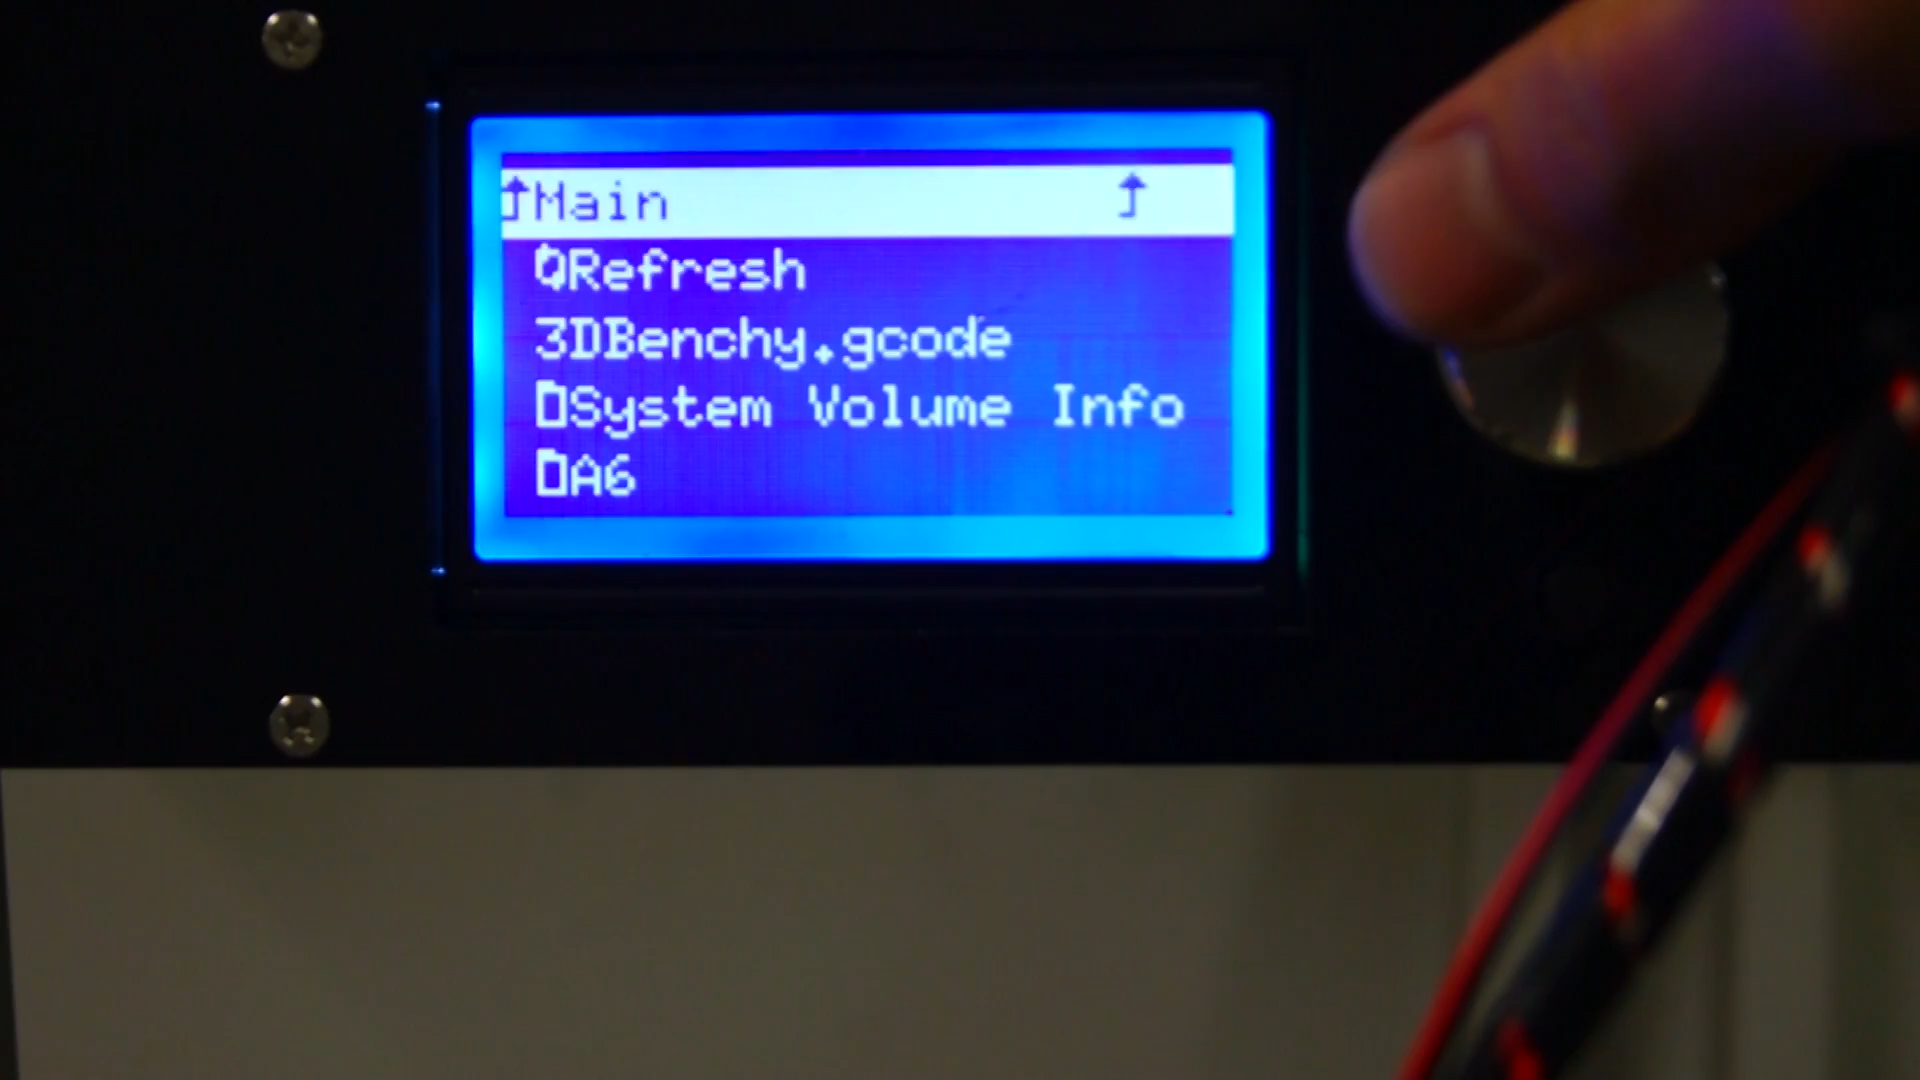 Main
Refresh
3DBenchy.gcode
System Volume Info
A6